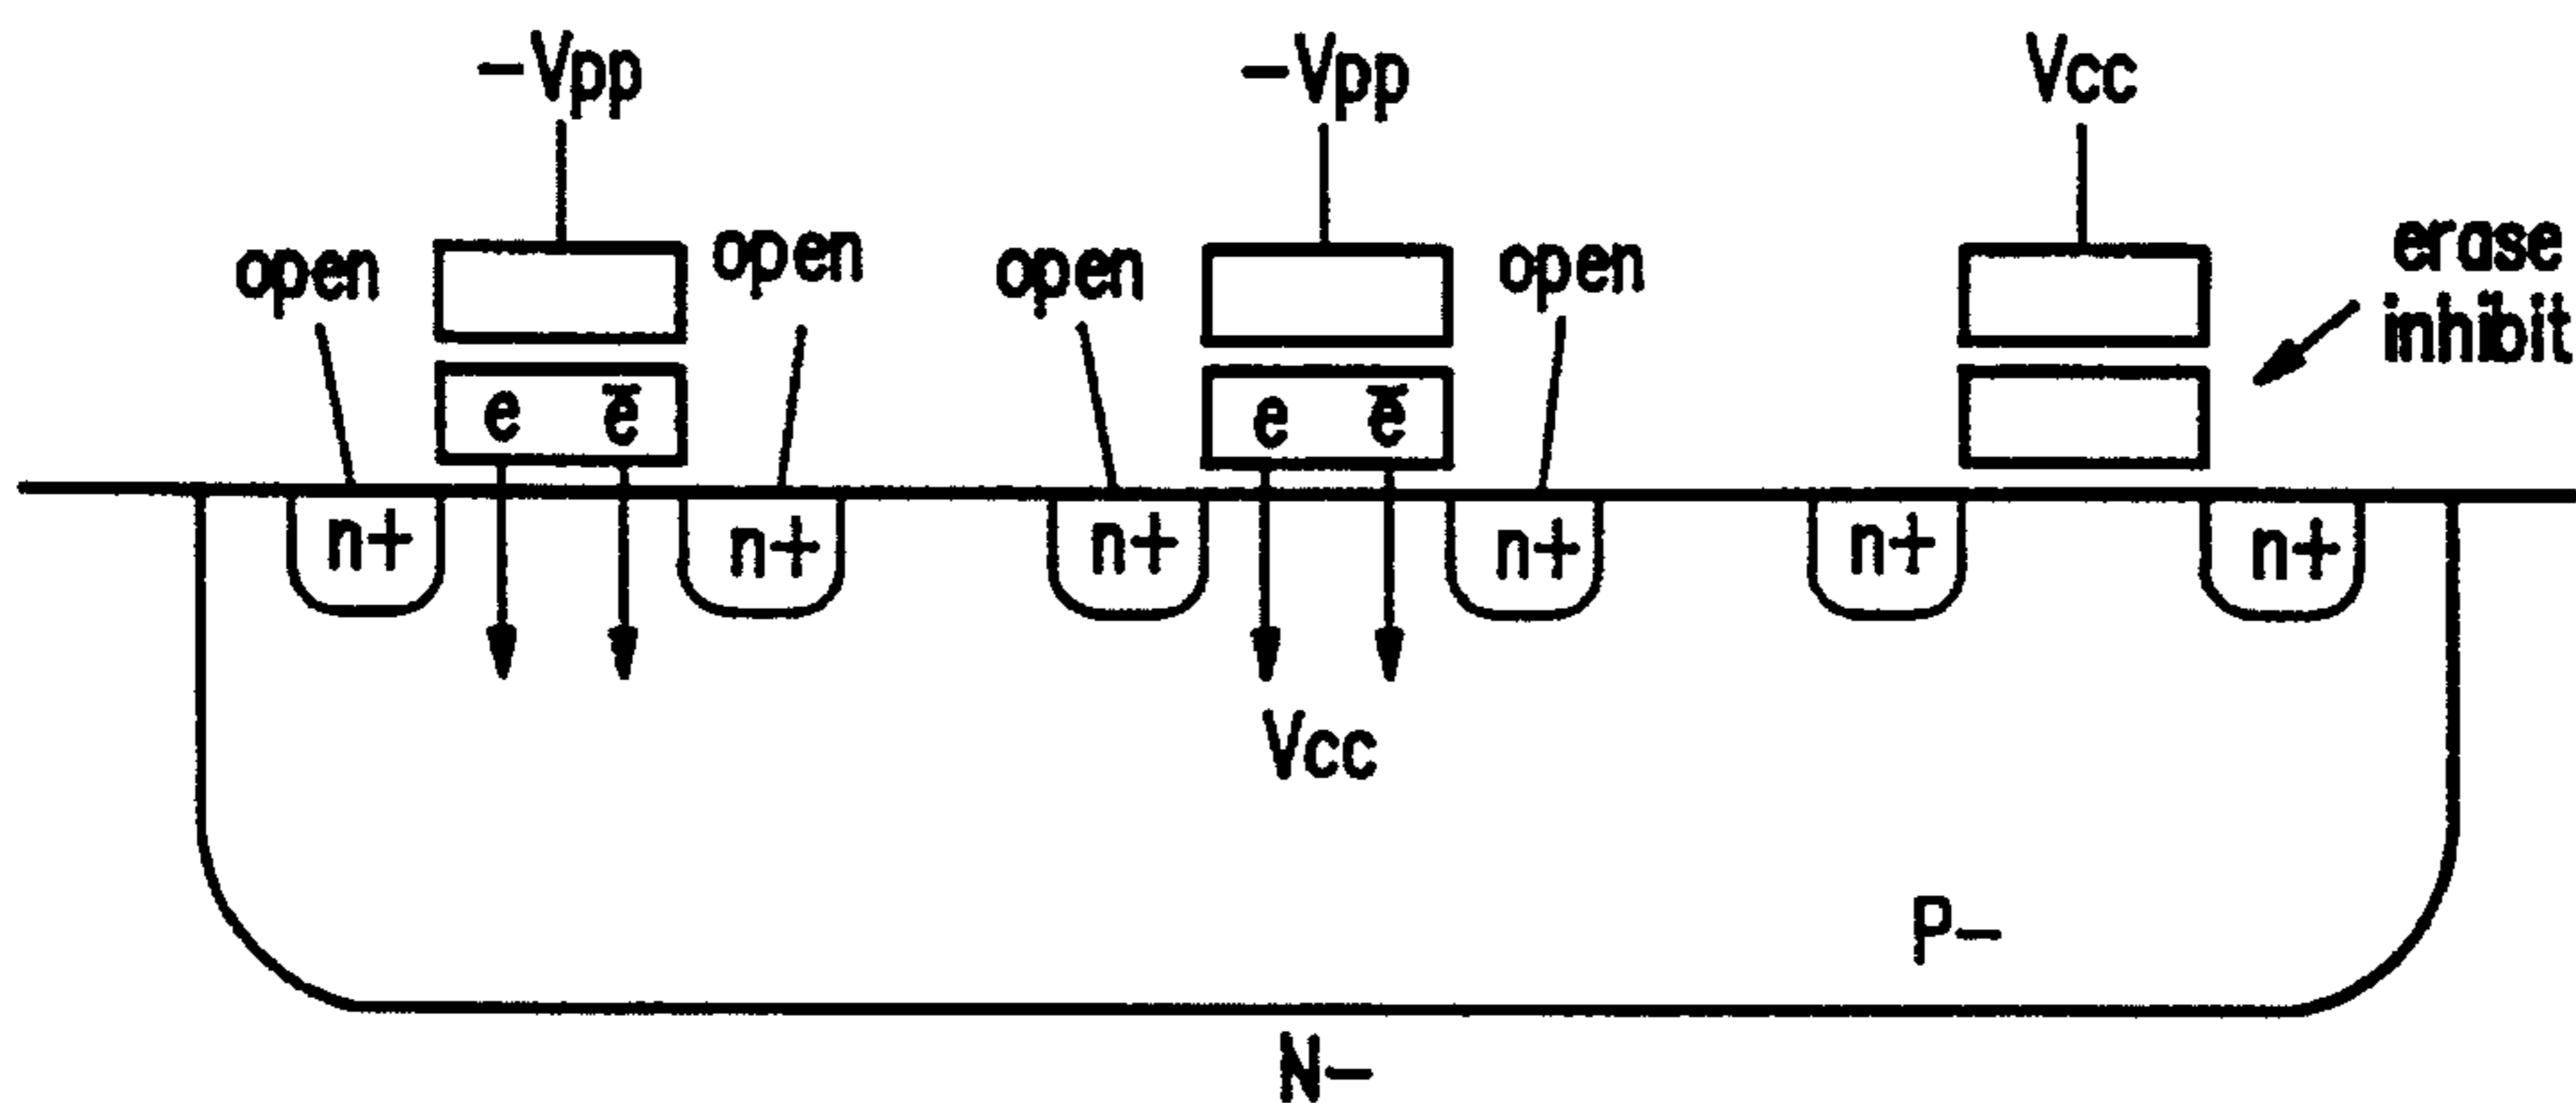 -Vpp
-Vpp
Vcc
open
open
open
open
erase
inhibit
e
e̅
e
e̅
n+
n+
n+
n+
n+
n+
Vcc
P-
N-